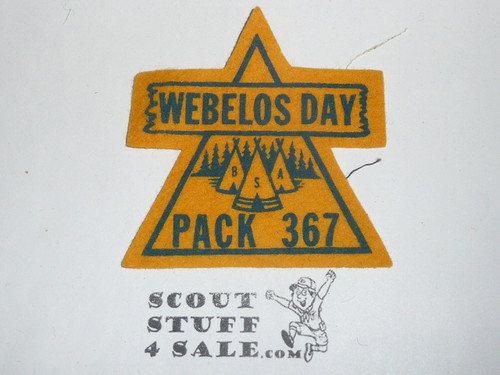 WEBELOS DAY
B S. A
PACK 367
SCOUT
STUFF
4 SALE.COM